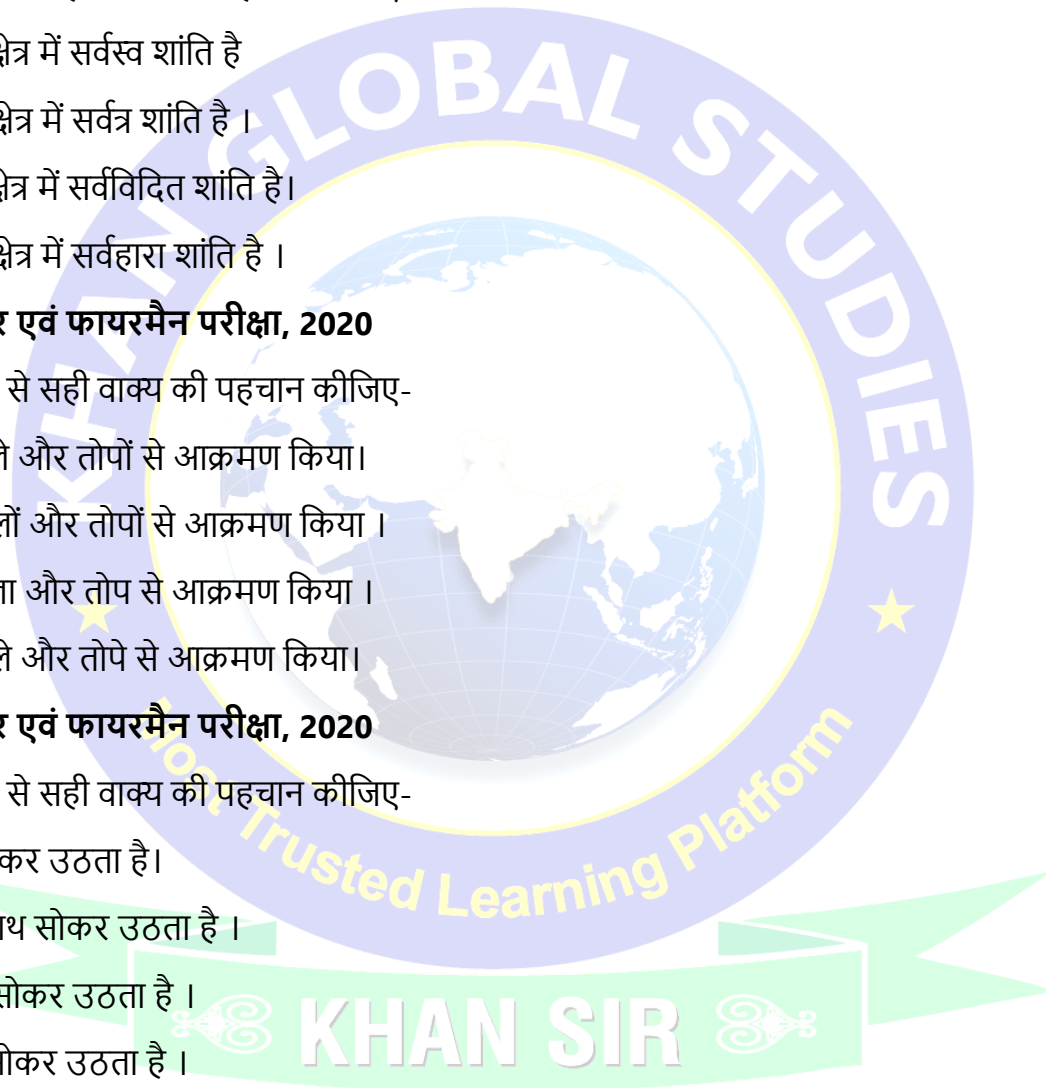 क्षेत्र में सर्वस्व शांति है
क्षेत्र में सर्वत्र शांति है ।
क्षेत्र में सर्वविदित शांति है।
क्षेत्र में सर्वहारा शांति है ।
एवं फायरमैन परीक्षा, 2020
से सही वाक्य की पहचान कीजिए-
और तोपों से आक्रमण किया।
और तोपों से आक्रमण किया ।
और तोप से आक्रमण किया ।
और तोपे से आक्रमण किया।
एवं फायरमैन परीक्षा, 2020
से सही वाक्य की पहचान कीजिए-
कर उठता है।
सोकर उठता है ।
सोकर उठता है ।
सोकर उठता है ।
KHAN GLOBAL STUDIES
Most Trusted Learning Platform
KHAN SIR